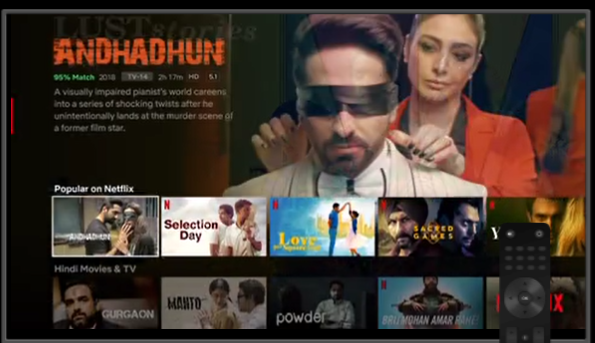 LUST stories
ANDHADHUN
95% Match 2018 TV-14 2h 17m HD 5.1
A visually impaired pianist's world careens
into a series of shocking twists after he
unintentionally lands at the murder scene of
a former film star.
Popular on Netflix
ANDHADHUN
N
Selection
Day
N
Love
Per Square Foot
N
SACRED
GAMES
Y
Hindi Movies & TV
GURGAON
MANTO
powder
N
BRIJ MOHAN AMAR RAHE!